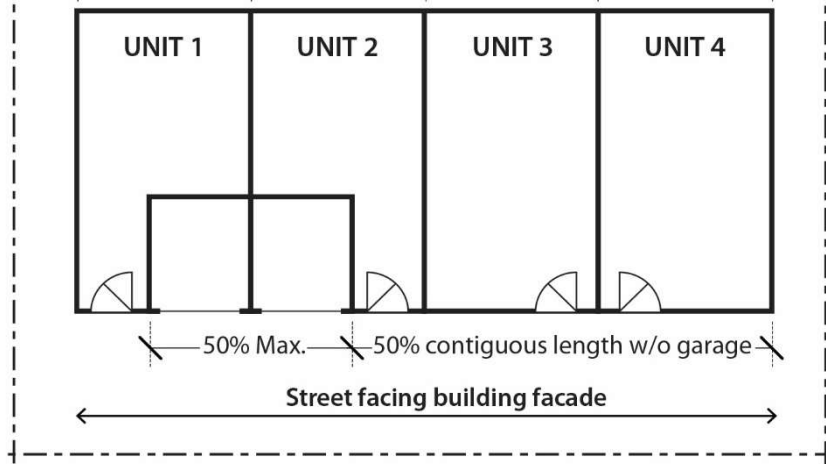 UNIT 1
UNIT 2
UNIT 3
UNIT 4
50% Max.
50% contiguous length w/o garage
Street facing building facade